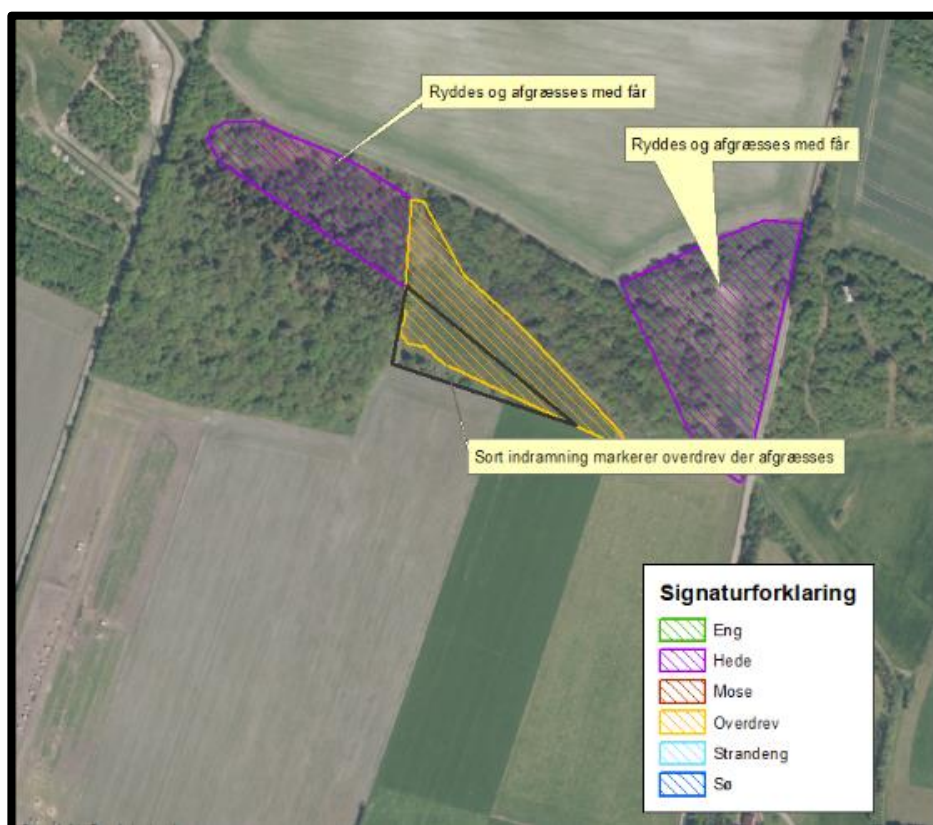 Ryddes og afgræsses med får
Ryddes og afgræsses med får
Sort indramning markerer overdrev der afgræsses
Signaturforklaring
Eng
Hede
Mose
Overdrev
Strandeng
Sø